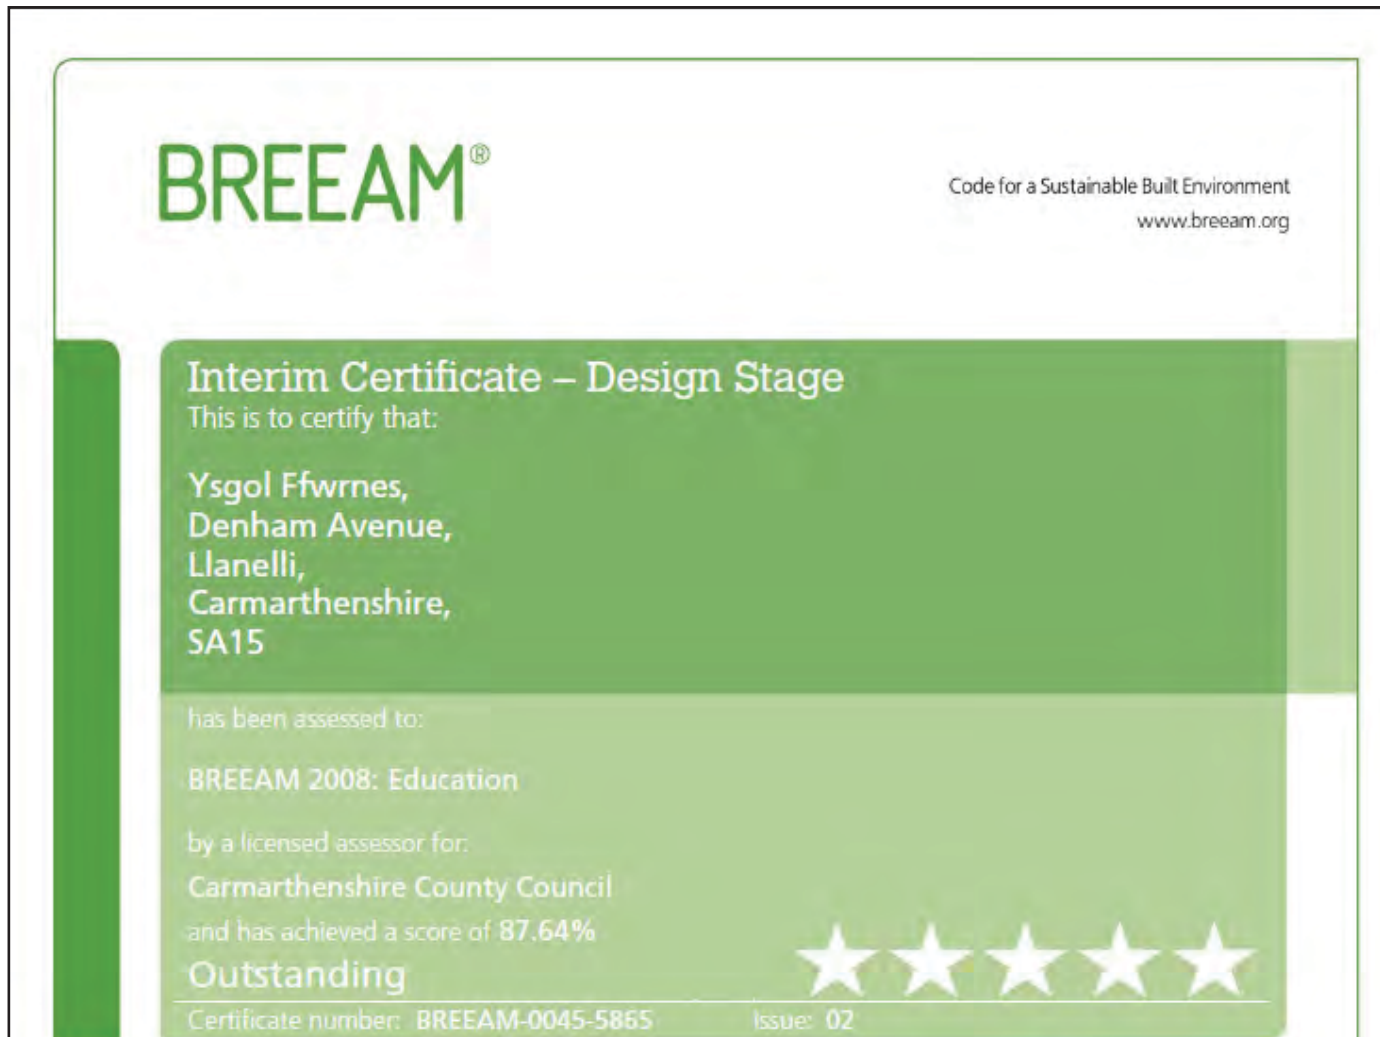 BREEAM®
Code for a Sustainable Built Environment
www.breeam.org
Interim Certificate – Design Stage
This is to certify that:
Ysgol Ffwrnes,
Denham Avenue,
Llanelli,
Carmarthenshire,
SA15
has been assessed to:
BREEAM 2008: Education
by a licensed assessor for:
Carmarthenshire County Council
and has achieved a score of 87.64%
Outstanding
Certificate number: BREEAM-0045-5865 Issue: 02